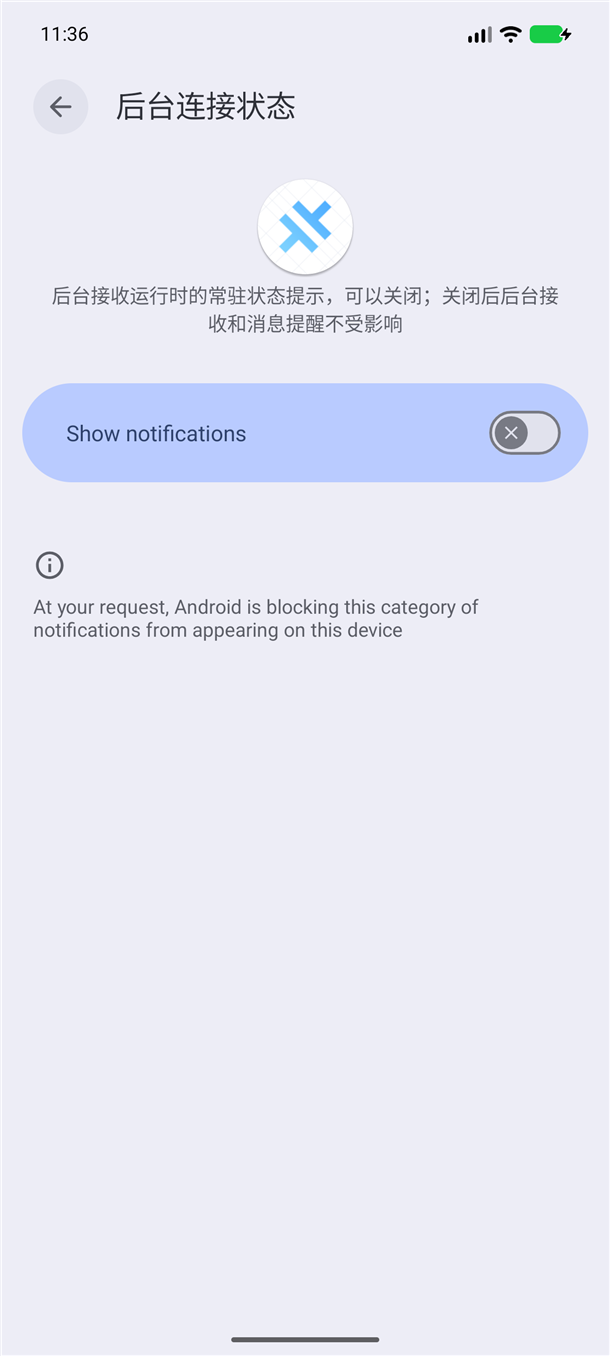 11:36
后台连接状态
后台接收运行时的常驻状态提示，可以关闭；关闭后后台接
收和消息提醒不受影响
Show notifications
At your request, Android is blocking this category of
notifications from appearing on this device